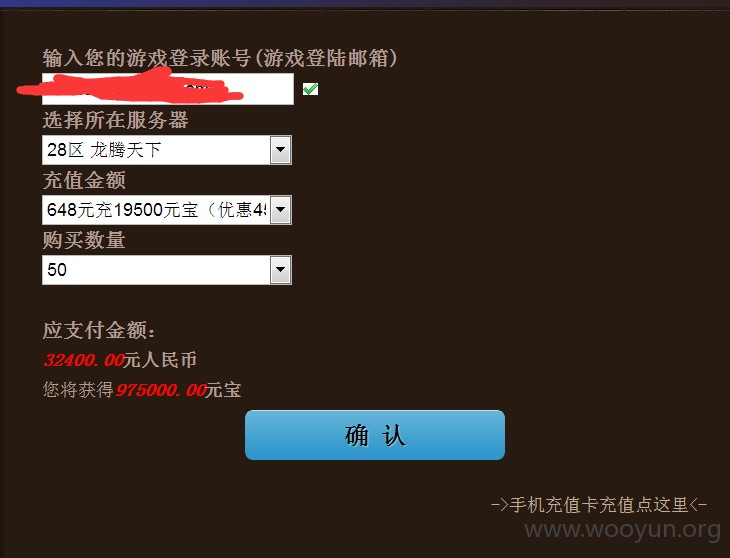 输入您的游戏登录账号(游戏登陆邮箱)
选择所在服务器
28区 龙腾天下
充值金额
648元充19500元宝（优惠45
购买数量
50
应支付金额：
32400.00元人民币
您将获得975000.00元宝
确 认
->手机充值卡充值点这里<-
www.wooyun.org